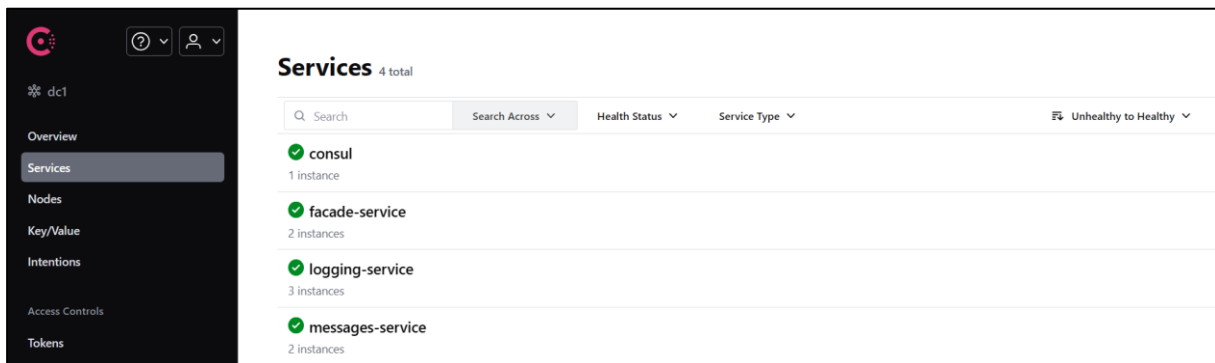 dc1
Overview
Services
Nodes
Key/Value
Intentions
Access Controls
Tokens
Services 4 total
Search Search Across Health Status Service Type Unhealthy to Healthy
consul
1 instance
facade-service
2 instances
logging-service
3 instances
messages-service
2 instances